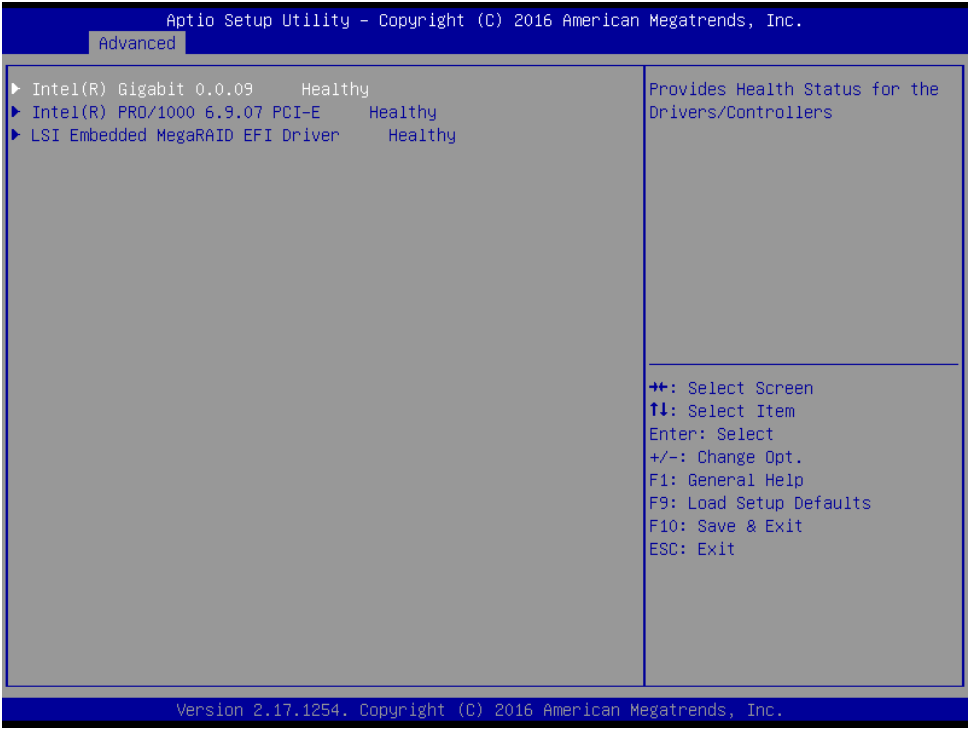 Aptio Setup Utility – Copyright (C) 2016 American Megatrends, Inc.
Advanced
▶ Intel(R) Gigabit 0.0.09 Healthy
▶ Intel(R) PRO/1000 6.9.07 PCI-E Healthy
▶ LSI Embedded MegaRAID EFI Driver Healthy
Provides Health Status for the
Drivers/Controllers
→←: Select Screen
↑↓: Select Item
Enter: Select
+/-: Change Opt.
F1: General Help
F9: Load Setup Defaults
F10: Save & Exit
ESC: Exit
Version 2.17.1254. Copyright (C) 2016 American Megatrends, Inc.